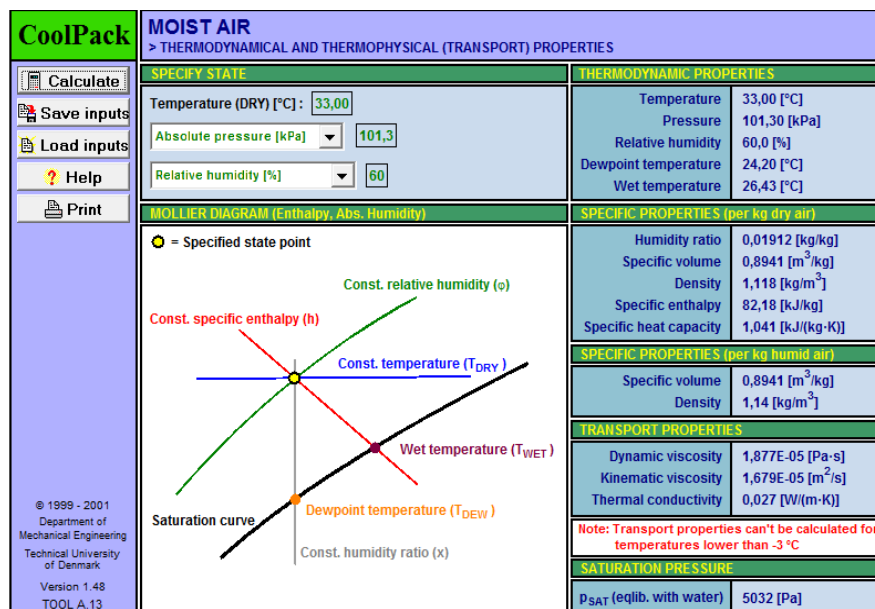 CoolPack
MOIST AIR
> THERMODYNAMICAL AND THERMOPHYSICAL (TRANSPORT) PROPERTIES
Calculate
Save inputs
Load inputs
? Help
Print
SPECIFY STATE
Temperature (DRY) [°C] : 33,00
Absolute pressure [kPa] 101,3
Relative humidity [%] 60
MOLLIER DIAGRAM (Enthalpy, Abs. Humidity)
= Specified state point
Const. relative humidity (φ)
Const. specific enthalpy (h)
Const. temperature (T_DRY)
Wet temperature (T_WET)
Dewpoint temperature (T_DEW)
Saturation curve
Const. humidity ratio (x)
THERMODYNAMIC PROPERTIES
Temperature 33,00 [°C]
Pressure 101,30 [kPa]
Relative humidity 60,0 [%]
Dewpoint temperature 24,20 [°C]
Wet temperature 26,43 [°C]
SPECIFIC PROPERTIES (per kg dry air)
Humidity ratio 0,01912 [kg/kg]
Specific volume 0,8941 [m³/kg]
Density 1,118 [kg/m³]
Specific enthalpy 82,18 [kJ/kg]
Specific heat capacity 1,041 [kJ/(kg·K)]
SPECIFIC PROPERTIES (per kg humid air)
Specific volume 0,8941 [m³/kg]
Density 1,14 [kg/m³]
TRANSPORT PROPERTIES
Dynamic viscosity 1,877E-05 [Pa·s]
Kinematic viscosity 1,679E-05 [m²/s]
Thermal conductivity 0,027 [W/(m·K)]
Note: Transport properties can't be calculated for
temperatures lower than -3 °C
SATURATION PRESSURE
p_SAT (eqlib. with water) 5032 [Pa]
© 1999 - 2001
Department of
Mechanical Engineering
Technical University
of Denmark
Version 1.48
TOOL A.13